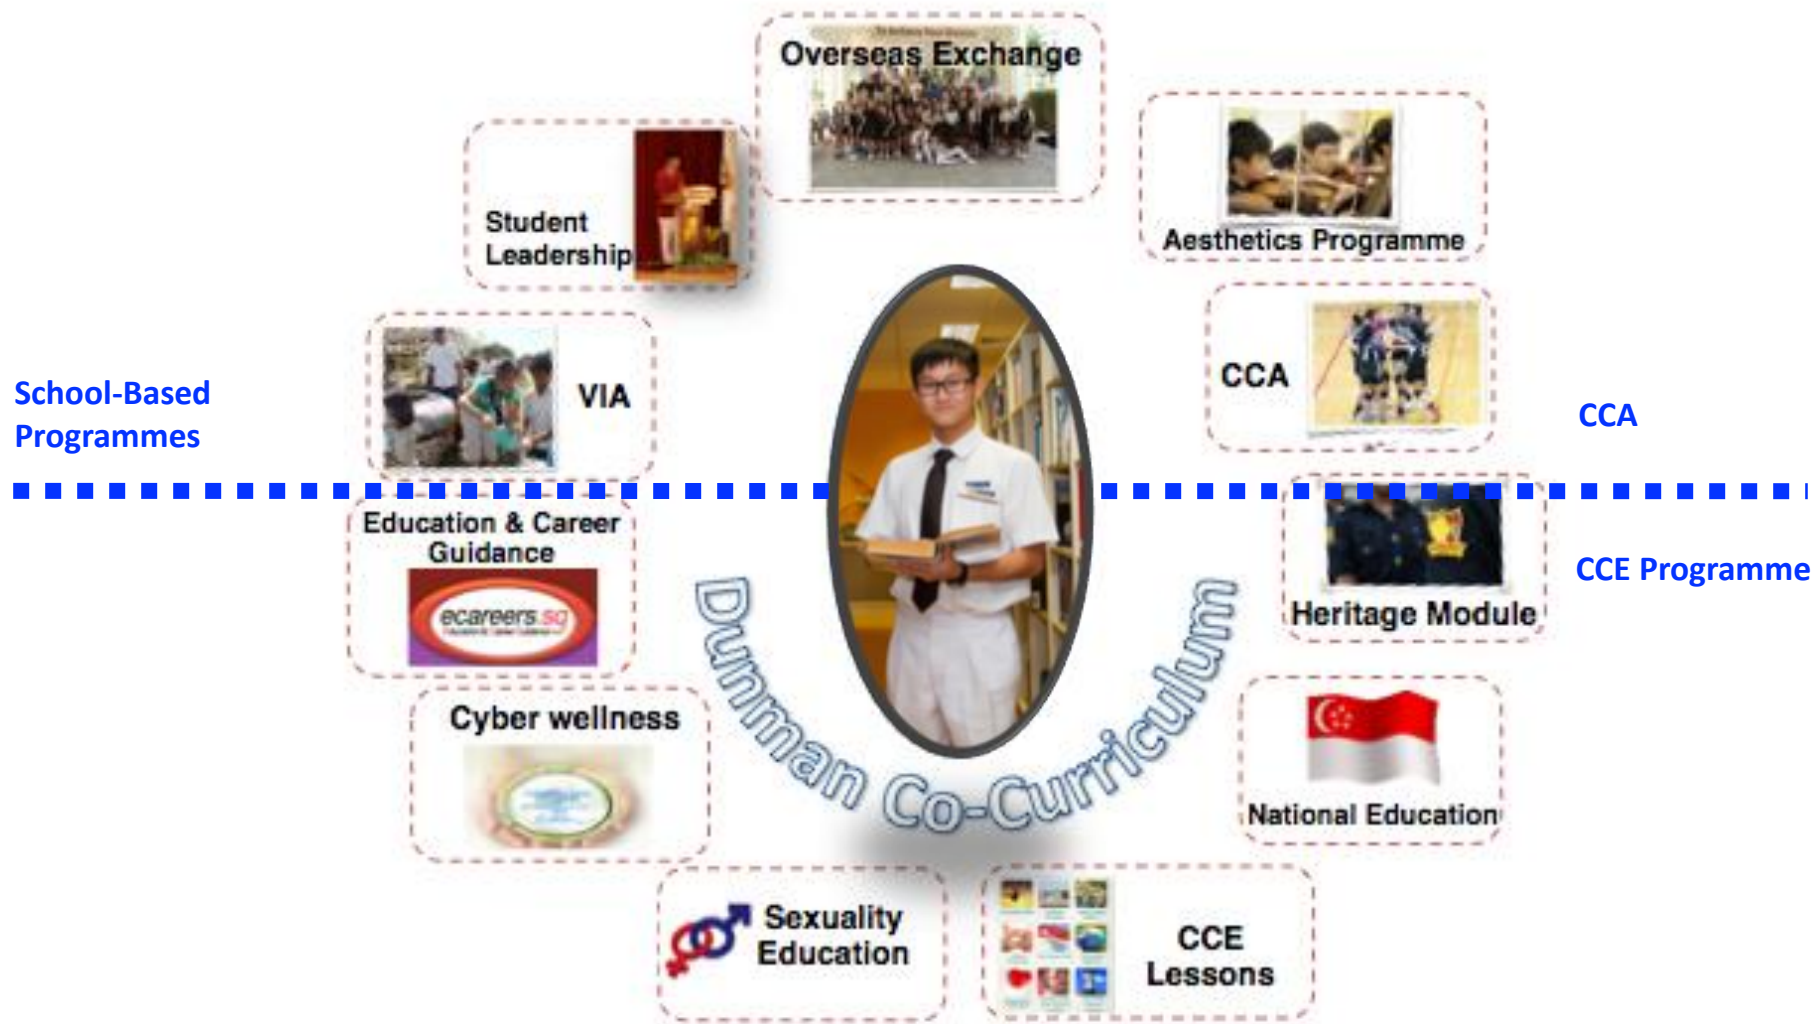 Overseas Exchange
Student
Leadership
Aesthetics Programme
VIA
CCA
School-Based
Programmes
CCA
Education & Career
Guidance
ecareers.sg
CCE Programme
Heritage Module
Cyber wellness
Dunman Co-Curriculum
National Education
Sexuality
Education
CCE
Lessons